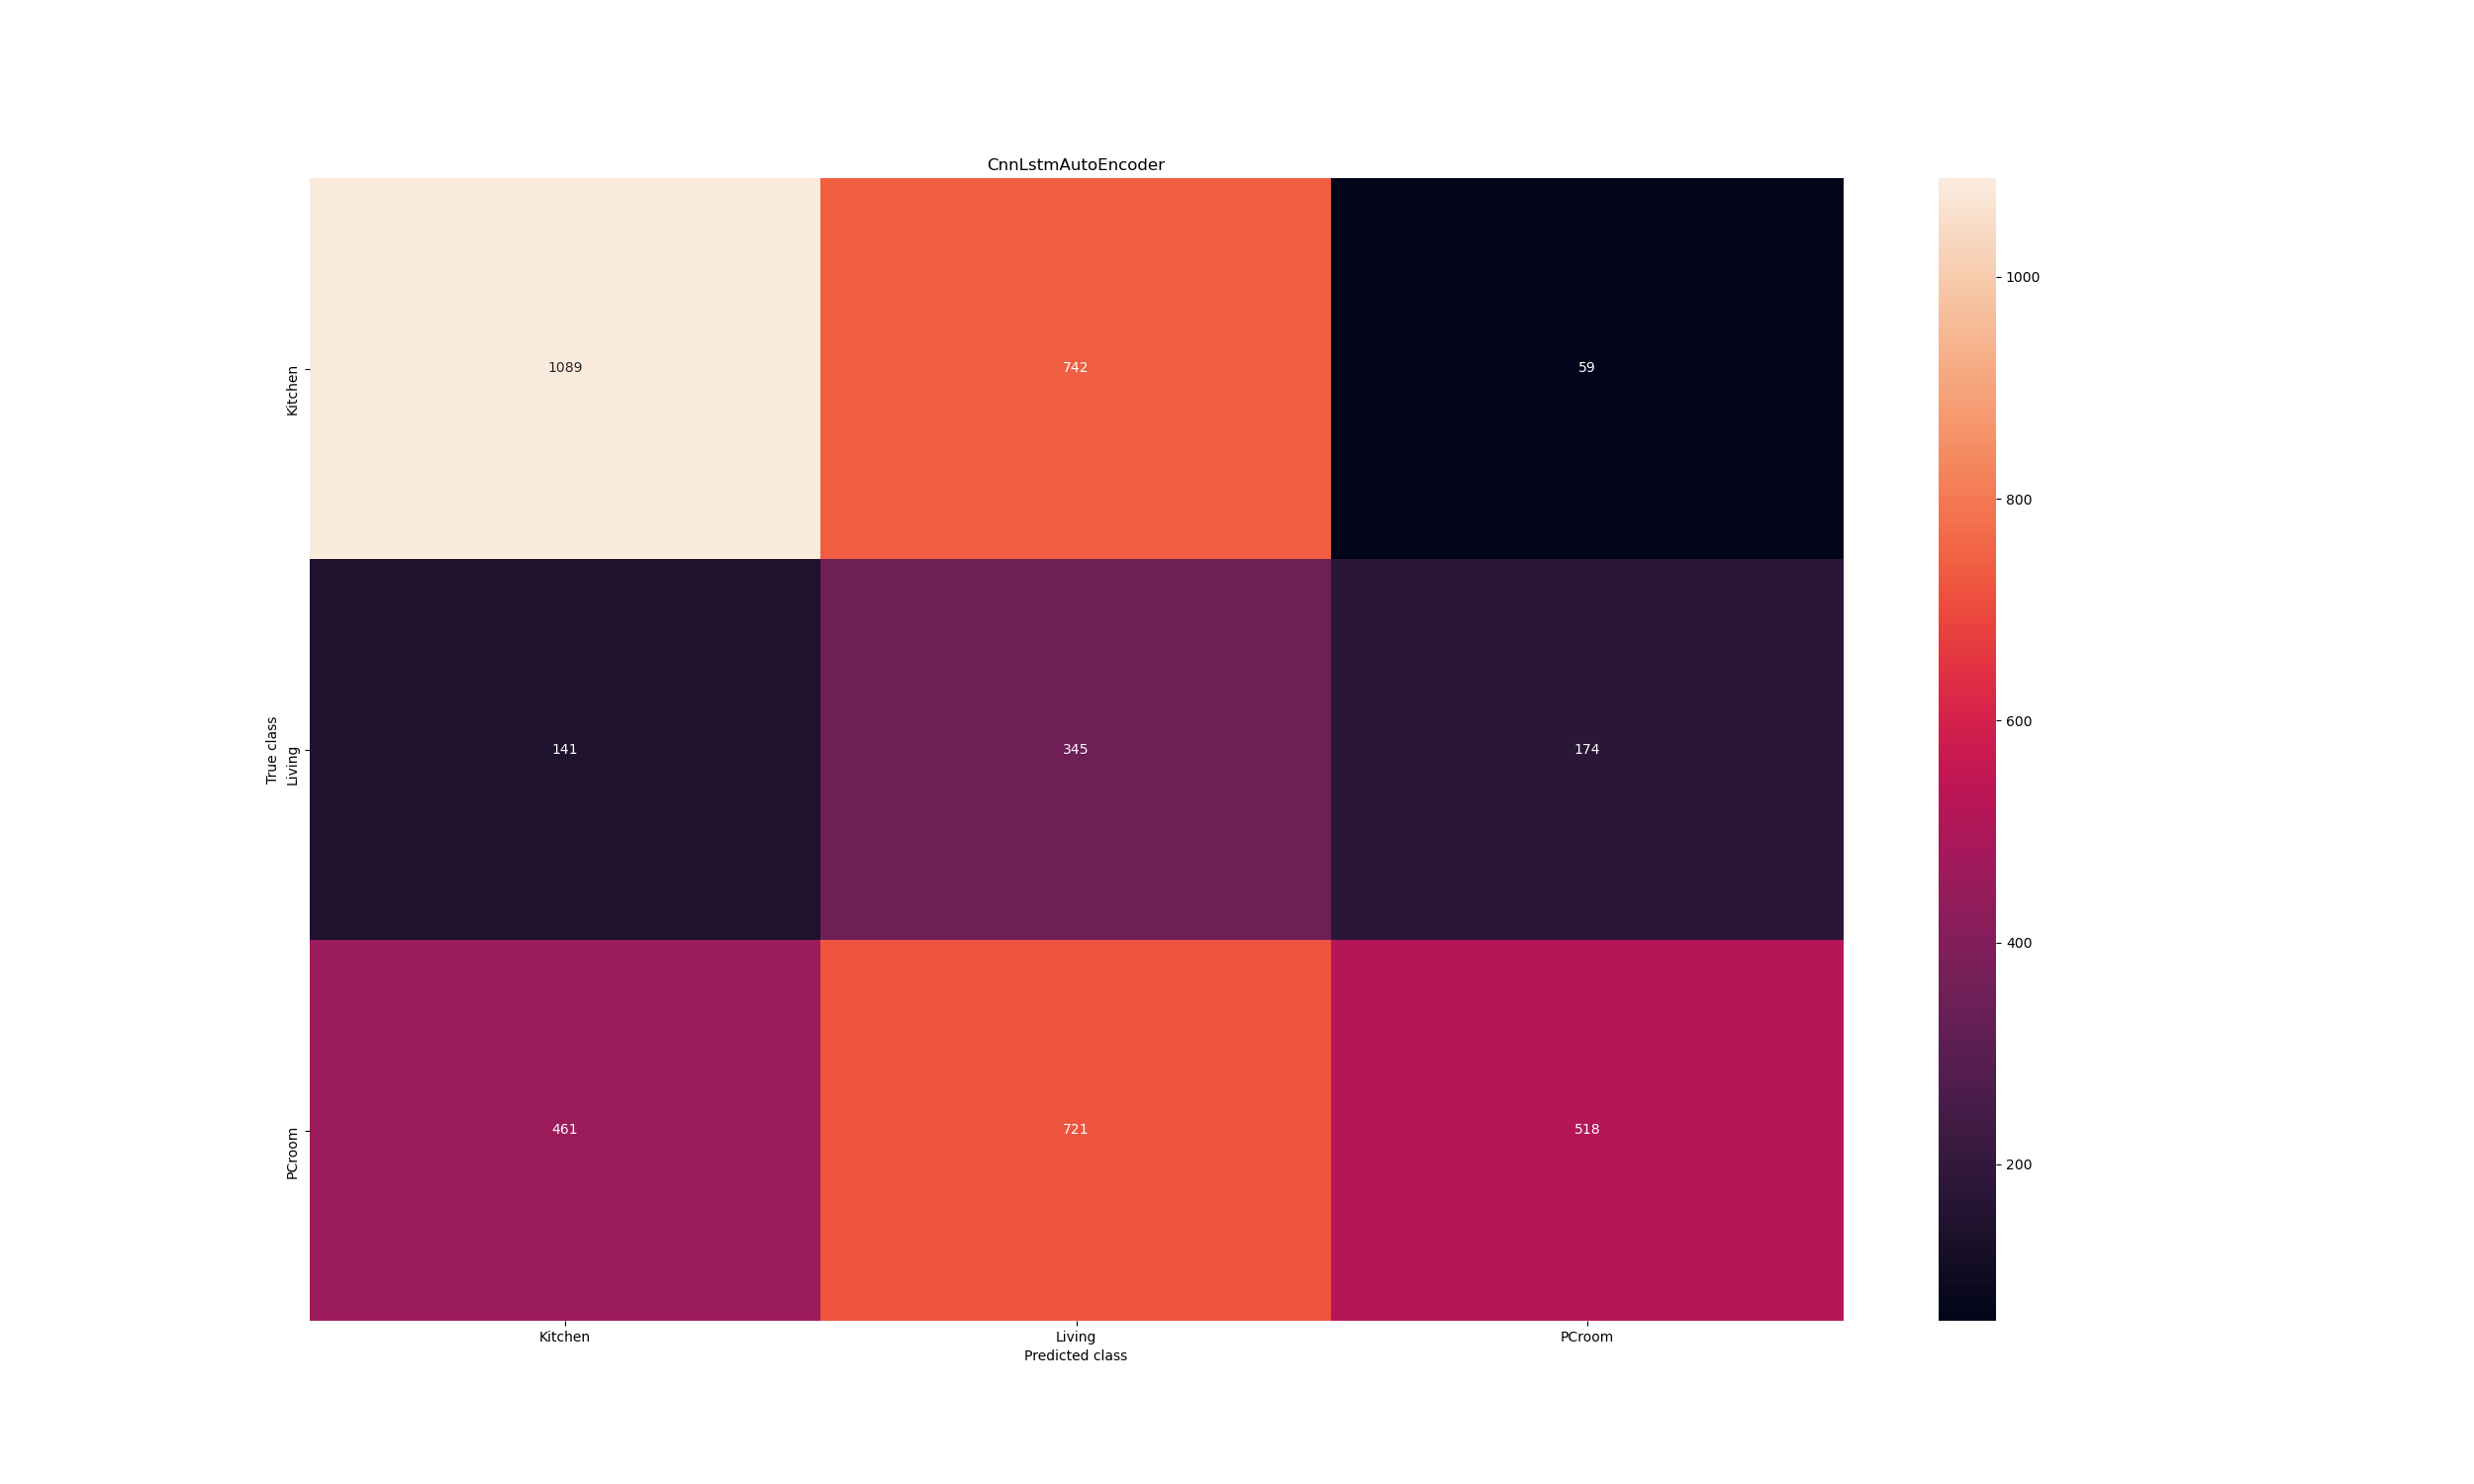 CnnLstmAutoEncoder
1089 742 59
141 345 174
461 721 518
Kitchen
Living
PCroom
True class
Kitchen Living PCroom
Predicted class
1000
800
600
400
200